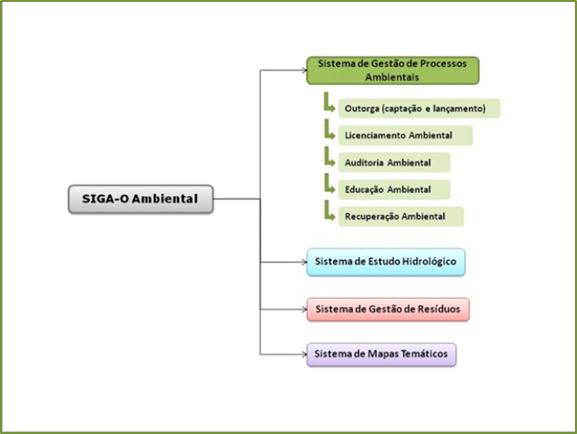 Sistema de Gestão de Processos
Ambientais
Outorga (captação e lançamento)
Licenciamento Ambiental
Auditoria Ambiental
Educação Ambiental
Recuperação Ambiental
SIGA-O Ambiental
Sistema de Estudo Hidrológico
Sistema de Gestão de Resíduos
Sistema de Mapas Temáticos